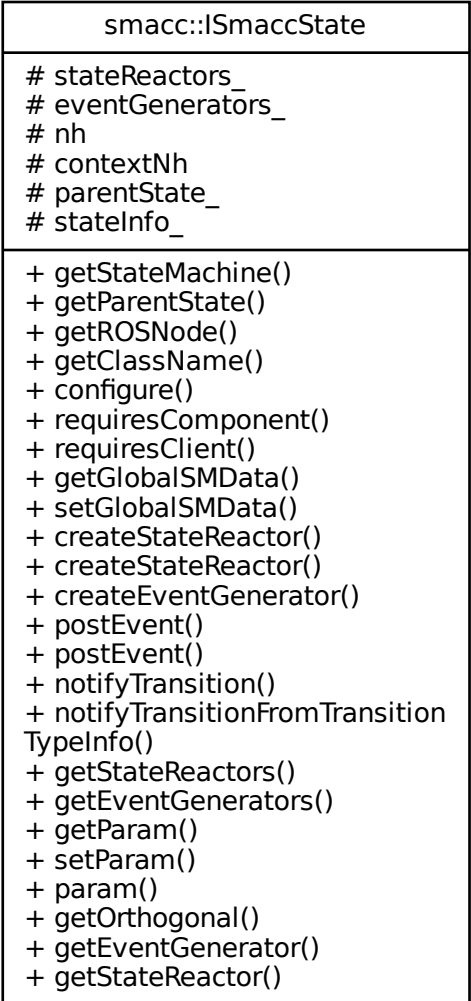 smacc::ISmaccState
# stateReactors_
# eventGenerators_
# nh
# contextNh
# parentState_
# stateInfo_
+ getStateMachine()
+ getParentState()
+ getROSNode()
+ getClassName()
+ configure()
+ requiresComponent()
+ requiresClient()
+ getGlobalSMData()
+ setGlobalSMData()
+ createStateReactor()
+ createStateReactor()
+ createEventGenerator()
+ postEvent()
+ postEvent()
+ notifyTransition()
+ notifyTransitionFromTransition
TypeInfo()
+ getStateReactors()
+ getEventGenerators()
+ getParam()
+ setParam()
+ param()
+ getOrthogonal()
+ getEventGenerator()
+ getStateReactor()